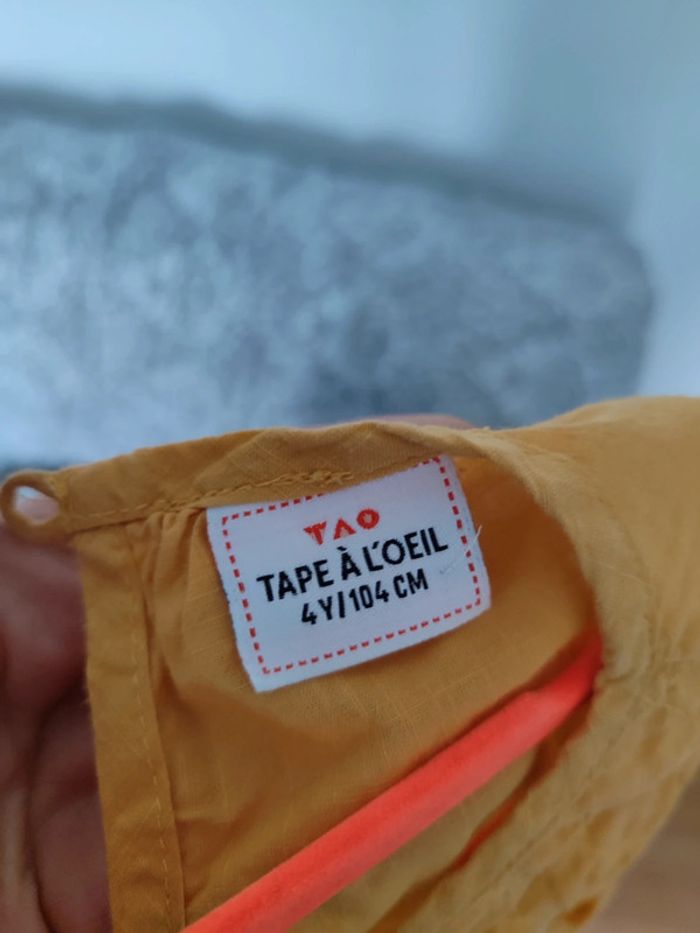 TAO
TAPE À L'OEIL
4Y/104 CM